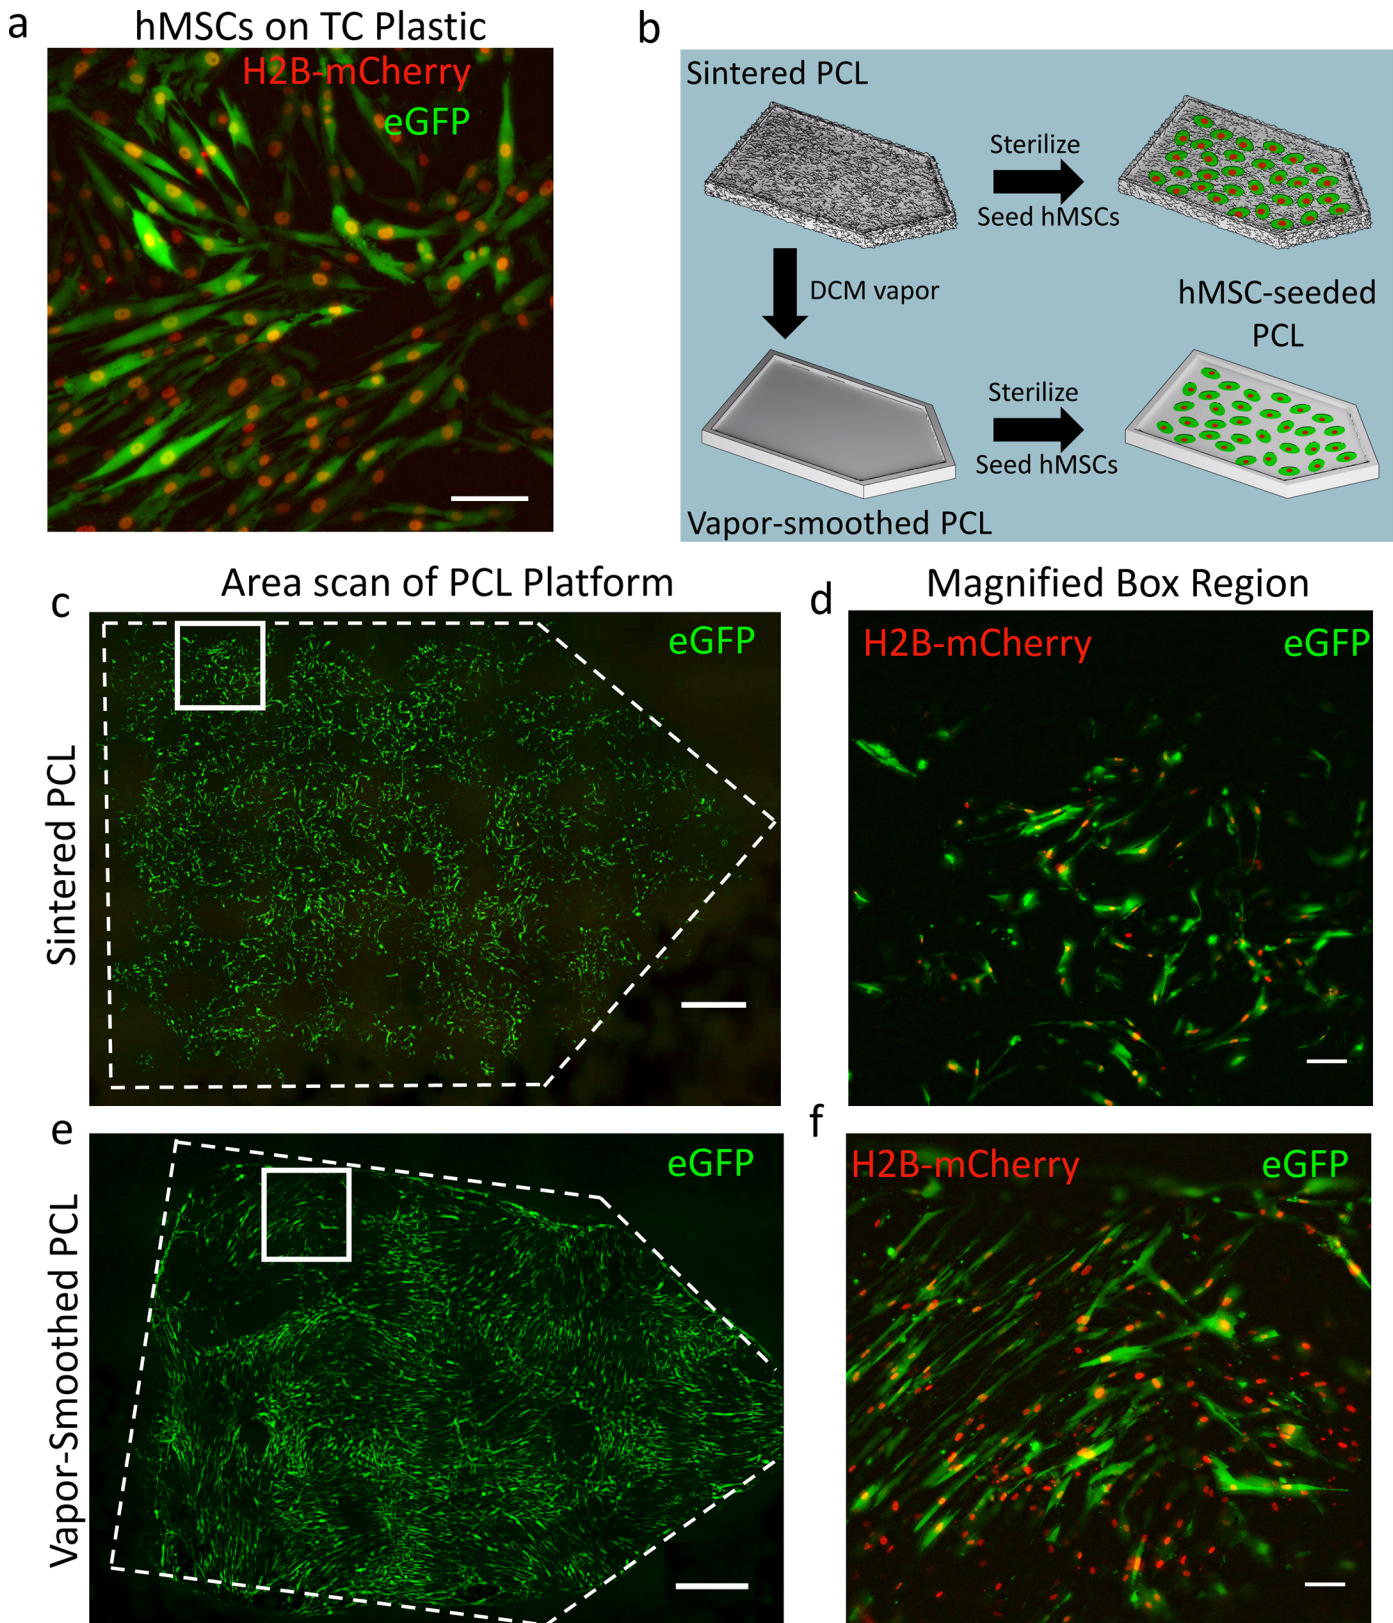 a
hMSCs on TC Plastic
H2B-mCherry
eGFP
b
Sintered PCL
Sterilize
Seed hMSCs
DCM vapor
hMSC-seeded
PCL
Sterilize
Seed hMSCs
Vapor-smoothed PCL
Area scan of PCL Platform
Magnified Box Region
c
eGFP
Sintered PCL
d
H2B-mCherry
eGFP
e
eGFP
Vapor-Smoothed PCL
f
H2B-mCherry
eGFP